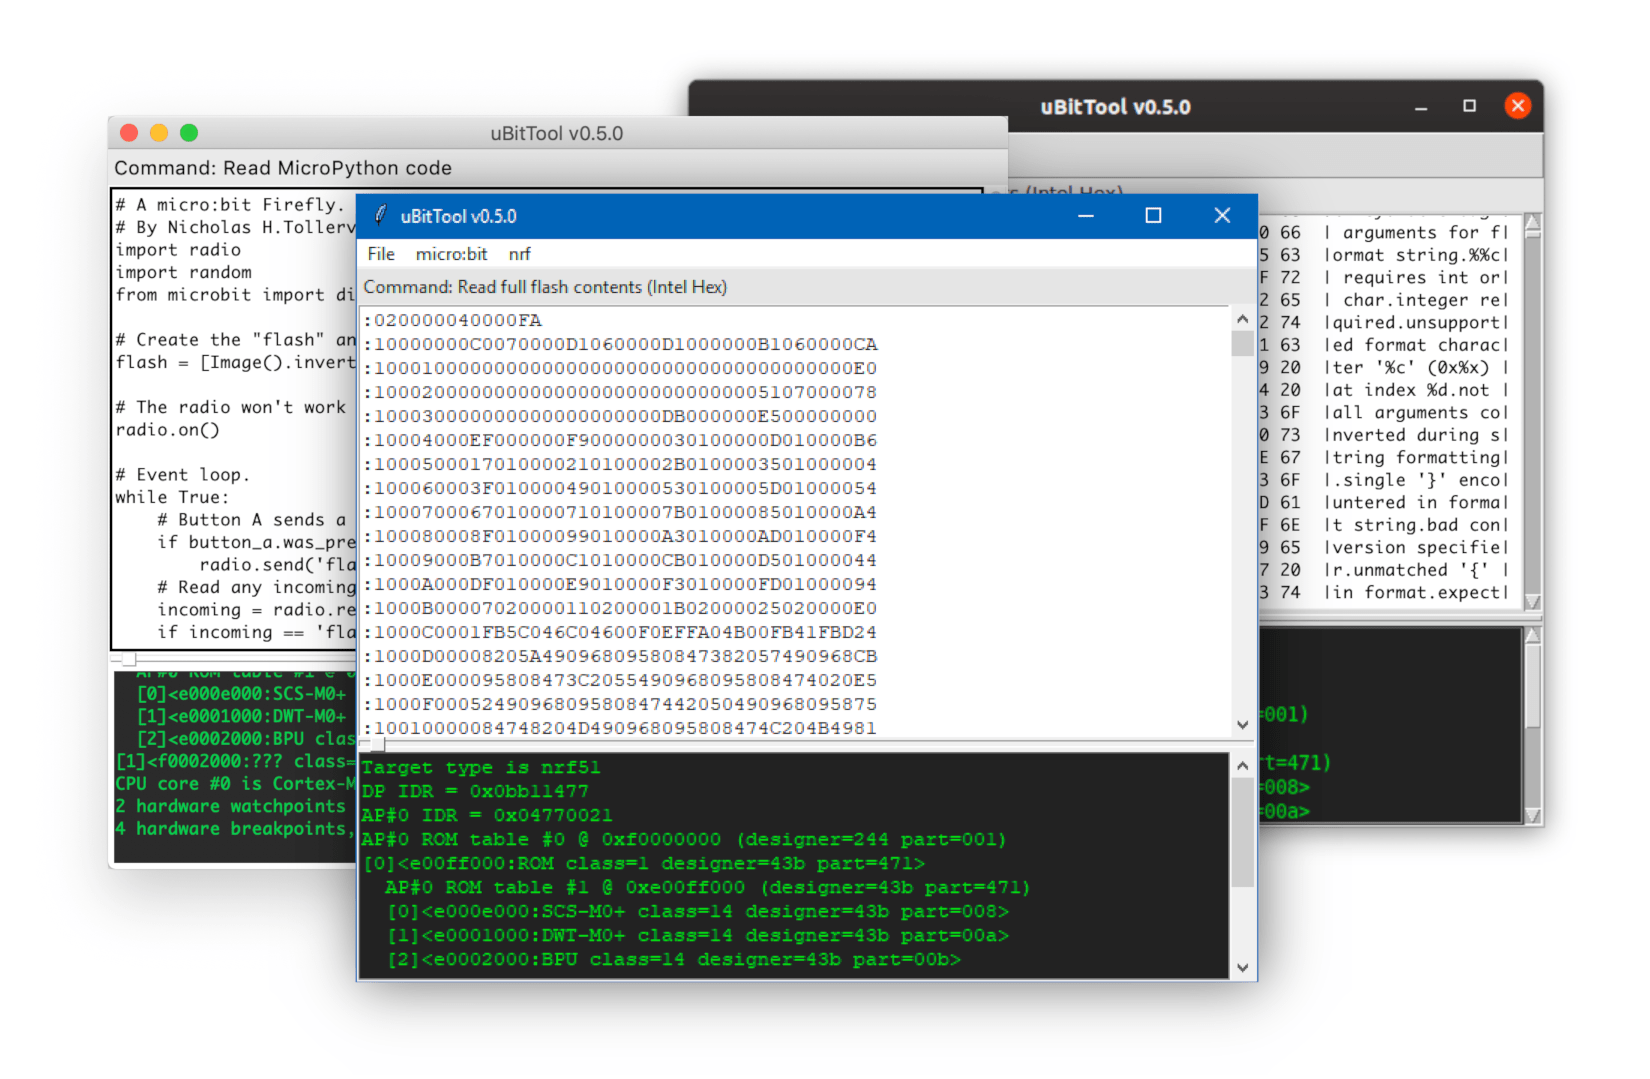 uBitTool v0.5.0
uBitTool v0.5.0
Command: Read MicroPython code
# A micro:bit Firefly.
# By Nicholas H.Tollerv
import radio
import random
from microbit import di
# Create the "flash" an
flash = [Image().invert
# The radio won't work
radio.on()
# Event loop.
while True:
# Button A sends a
if button_a.was_pre
radio.send('fla
# Read any incoming
incoming = radio.re
if incoming == 'fla
[0]<e000e000:SCS-M0+
[1]<e0001000:DWT-M0+
[2]<e0002000:BPU clas
[1]<f0002000:??? class=
CPU core #0 is Cortex-M
2 hardware watchpoints
4 hardware breakpoints,
uBitTool v0.5.0
File micro:bit nrf
Command: Read full flash contents (Intel Hex)
:020000040000FA
:10000000C0070000D1060000D1000000B1060000CA
:1000100000000000000000000000000000000000E0
:100020000000000000000000000000005107000078
:100030000000000000000000DB000000E500000000
:10004000EF000000F9000000030100000D010000B6
:1000500017010000210100002B0100003501000004
:100060003F01000049010000530100005D01000054
:1000700067010000710100007B01000085010000A4
:100080008F01000099010000A3010000AD010000F4
:10009000B7010000C1010000CB010000D501000044
:1000A000DF010000E9010000F3010000FD01000094
:1000B00007020000110200001B02000025020000E0
:1000C0001FB5C046C04600F0EFFA04B00FB41FBD24
:1000D00008205A49096809580847382057490968CB
:1000E000095808473C205549096809580847402OE5
:1000F0005249096809580847442050490968095875
:10010000084748204D490968095808474C204B4981
Target type is nrf51
DP IDR = 0x0bb11477
AP#0 IDR = 0x04770021
AP#0 ROM table #0 @ 0xf0000000 (designer=244 part=001)
[0]<e00ff000:ROM class=1 designer=43b part=471>
AP#0 ROM table #1 @ 0xe00ff000 (designer=43b part=471)
[0]<e000e000:SCS-M0+ class=14 designer=43b part=008>
[1]<e0001000:DWT-M0+ class=14 designer=43b part=00a>
[2]<e0002000:BPU class=14 designer=43b part=00b>
(Intel Hex)
0 66 | arguments for f|
5 63 |ormat string.%%c|
F 72 | requires int or|
2 65 | char.integer re|
2 74 |quired.unsupport|
1 63 |ed format charac|
9 20 |ter '%c' (0x%x) |
4 20 |at index %d.not |
3 6F |all arguments co|
0 73 |nverted during s|
E 67 |tring formatting|
3 6F |.single '}' enco|
D 61 |untered in forma|
F 6E |t string.bad con|
9 65 |version specifie|
7 20 |r.unmatched '{' |
3 74 |in format.expect|
=001)
rt=471)
=008>
=00a>